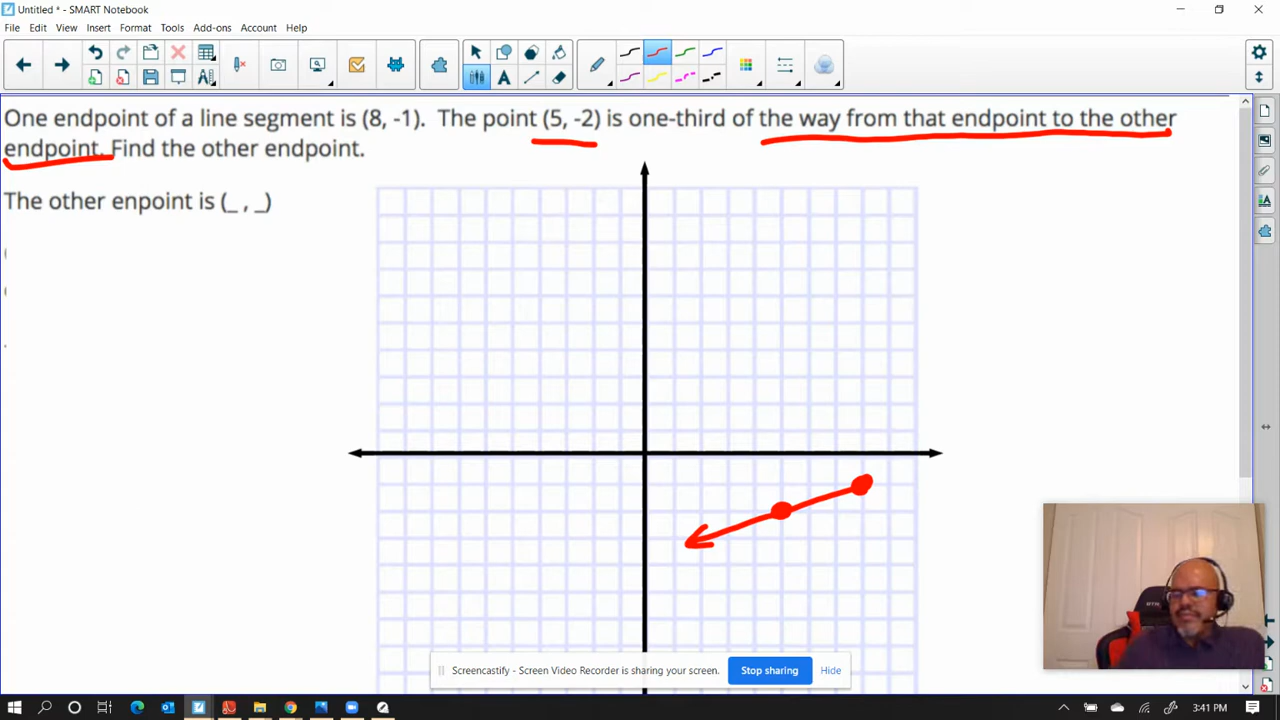 Untitled * - SMART Notebook
File Edit View Insert Format Tools Add-ons Account Help
One endpoint of a line segment is (8, -1). The point (5, -2) is one-third of the way from that endpoint to the other
endpoint. Find the other endpoint.
The other enpoint is (_ , _)
Screencastify - Screen Video Recorder is sharing your screen. Stop sharing Hide
3:41 PM